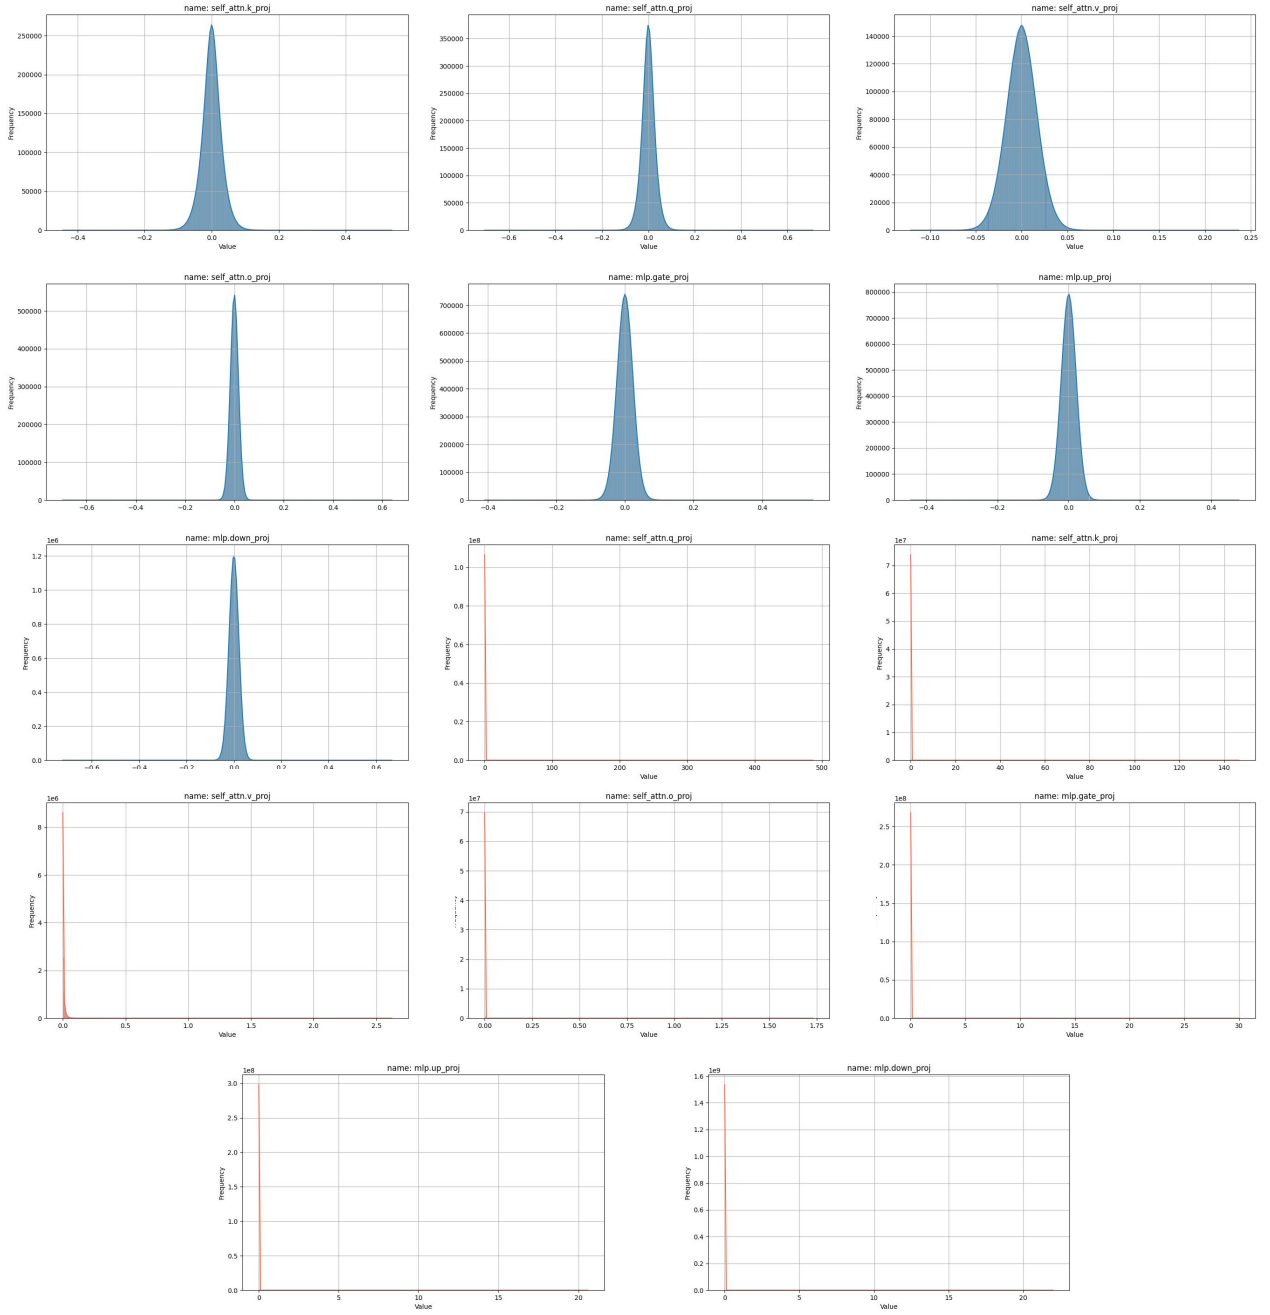 name: self_attn.k_proj
Frequency
250000
200000
150000
100000
50000
0
−0.4 −0.2 0.0 0.2 0.4
Value
name: self_attn.q_proj
Frequency
350000
300000
250000
200000
150000
100000
50000
0
−0.6 −0.4 −0.2 0.0 0.2 0.4 0.6
Value
name: self_attn.v_proj
Frequency
140000
120000
100000
80000
60000
40000
20000
0
−0.10 −0.05 0.00 0.05 0.10 0.15 0.20 0.25
Value
name: self_attn.o_proj
Frequency
500000
400000
300000
200000
100000
0
−0.6 −0.4 −0.2 0.0 0.2 0.4 0.6
name: mlp.gate_proj
Frequency
700000
600000
500000
400000
300000
200000
100000
0
−0.4 −0.2 0.0 0.2 0.4
name: mlp.up_proj
Frequency
800000
700000
600000
500000
400000
300000
200000
100000
0
−0.4 −0.2 0.0 0.2 0.4
name: mlp.down_proj
1e6
Frequency
1.2
1.0
0.8
0.6
0.4
0.2
0.0
−0.6 −0.4 −0.2 0.0 0.2 0.4 0.6
name: self_attn.q_proj
1e8
Frequency
1.0
0.8
0.6
0.4
0.2
0.0
0 100 200 300 400 500
Value
name: self_attn.k_proj
1e7
Frequency
7
6
5
4
3
2
1
0
0 20 40 60 80 100 120 140
Value
name: self_attn.v_proj
1e6
Frequency
8
6
4
2
0
0.0 0.5 1.0 1.5 2.0 2.5
Value
name: self_attn.o_proj
1e7
7
6
5
4
3
2
1
0
0.00 0.25 0.50 0.75 1.00 1.25 1.50 1.75
Value
name: mlp.gate_proj
1e8
2.5
2.0
1.5
1.0
0.5
0.0
0 5 10 15 20 25 30
Value
name: mlp.up_proj
1e8
Frequency
3.0
2.5
2.0
1.5
1.0
0.5
0.0
0 5 10 15 20
Value
name: mlp.down_proj
1e9
Frequency
1.6
1.4
1.2
1.0
0.8
0.6
0.4
0.2
0.0
0 5 10 15 20
Value